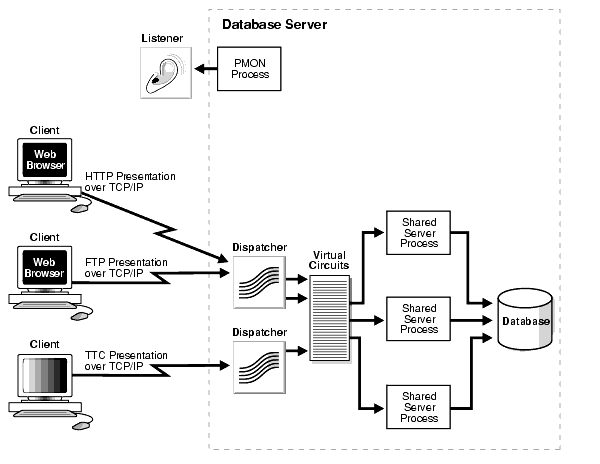 Database Server
Listener
PMON
Process
Client
Web
Browser
HTTP Presentation
over TCP/IP
Client
Web
Browser
FTP Presentation
over TCP/IP
Client
TTC Presentation
over TCP/IP
Dispatcher
Dispatcher
Virtual
Circuits
Shared
Server
Process
Shared
Server
Process
Shared
Server
Process
Database